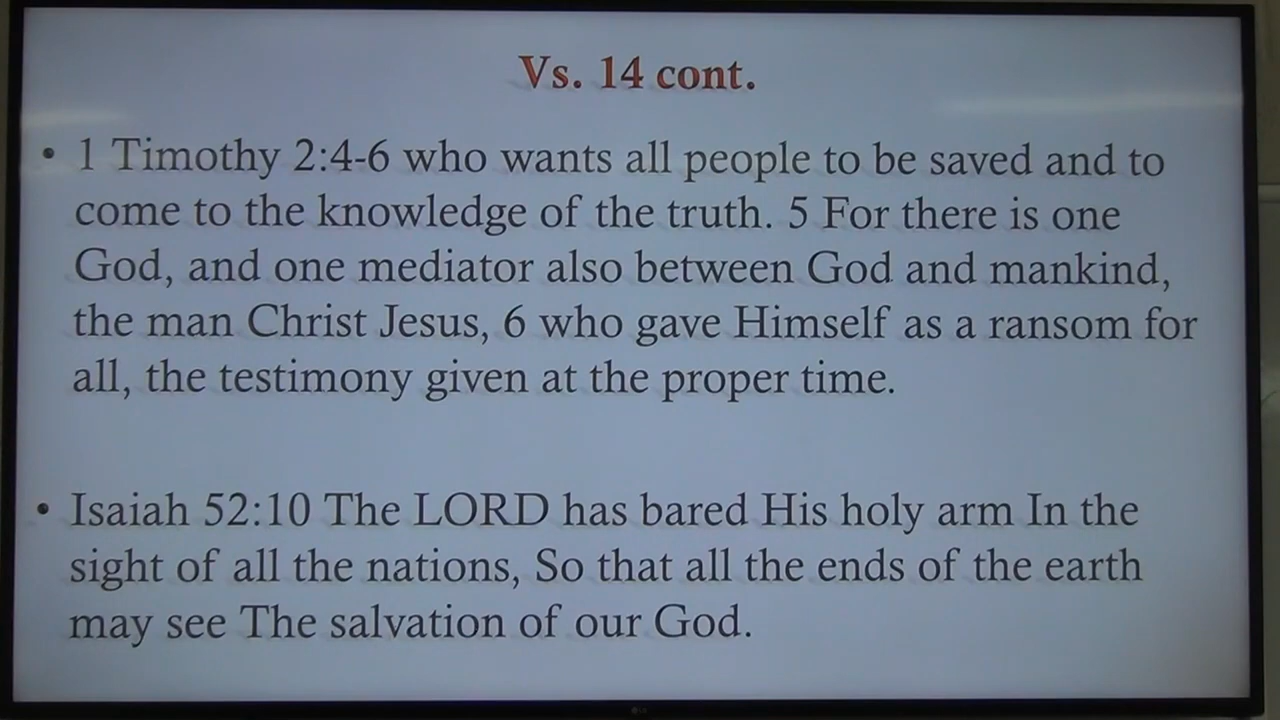 Vs. 14 cont.
• 1 Timothy 2:4-6 who wants all people to be saved and to
come to the knowledge of the truth. 5 For there is one
God, and one mediator also between God and mankind,
the man Christ Jesus, 6 who gave Himself as a ransom for
all, the testimony given at the proper time.
• Isaiah 52:10 The LORD has bared His holy arm In the
sight of all the nations, So that all the ends of the earth
may see The salvation of our God.